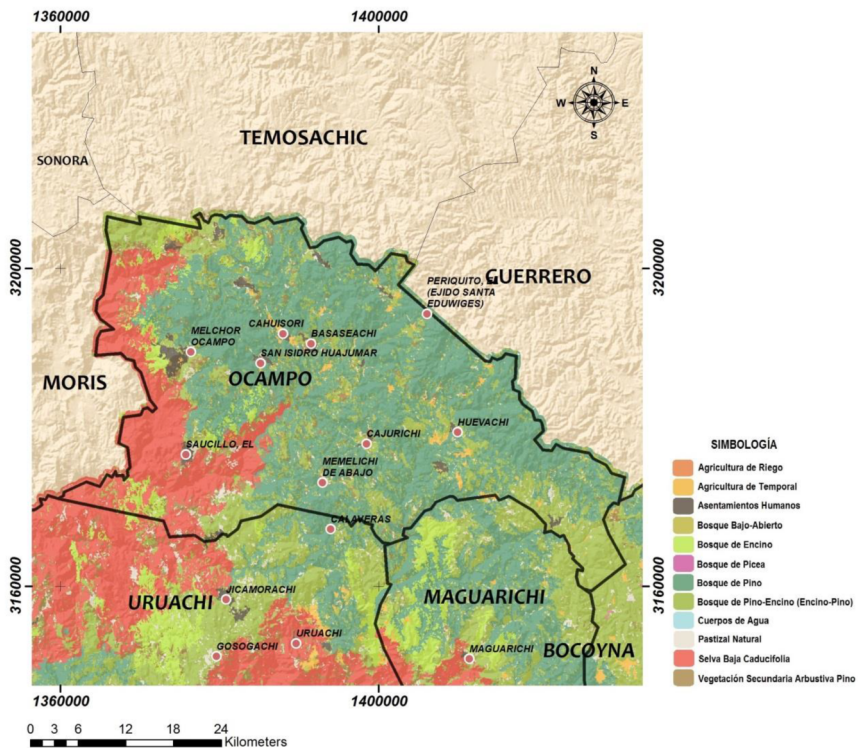 1360000 1400000
N
W E
S
TEMOSACHIC
SONORA
3200000 3200000
GUERRERO
PERIQUITO, EL
(EJIDO SANTA
EDUWIGES)
CAHUISORI
MELCHOR
OCAMPO
BASASEACHI
SAN ISIDRO HUAJUMAR
MORIS
OCAMPO
HUEVACHI
CAJURICHI
SAUCILLO, EL
MEMELICHI
DE ABAJO
CALAVERAS
3160000 3160000
JICAMORACHI
URUACHI
MAGUARICHI
URUACHI
GOSOGACHI
MAGUARICHI
BOCOYNA
SIMBOLOGÍA
Agricultura de Riego
Agricultura de Temporal
Asentamientos Humanos
Bosque Bajo-Abierto
Bosque de Encino
Bosque de Picea
Bosque de Pino
Bosque de Pino-Encino (Encino-Pino)
Cuerpos de Agua
Pastizal Natural
Selva Baja Caducifolia
Vegetación Secundaria Arbustiva Pino
1360000 1400000
0 3 6 12 18 24
Kilometers